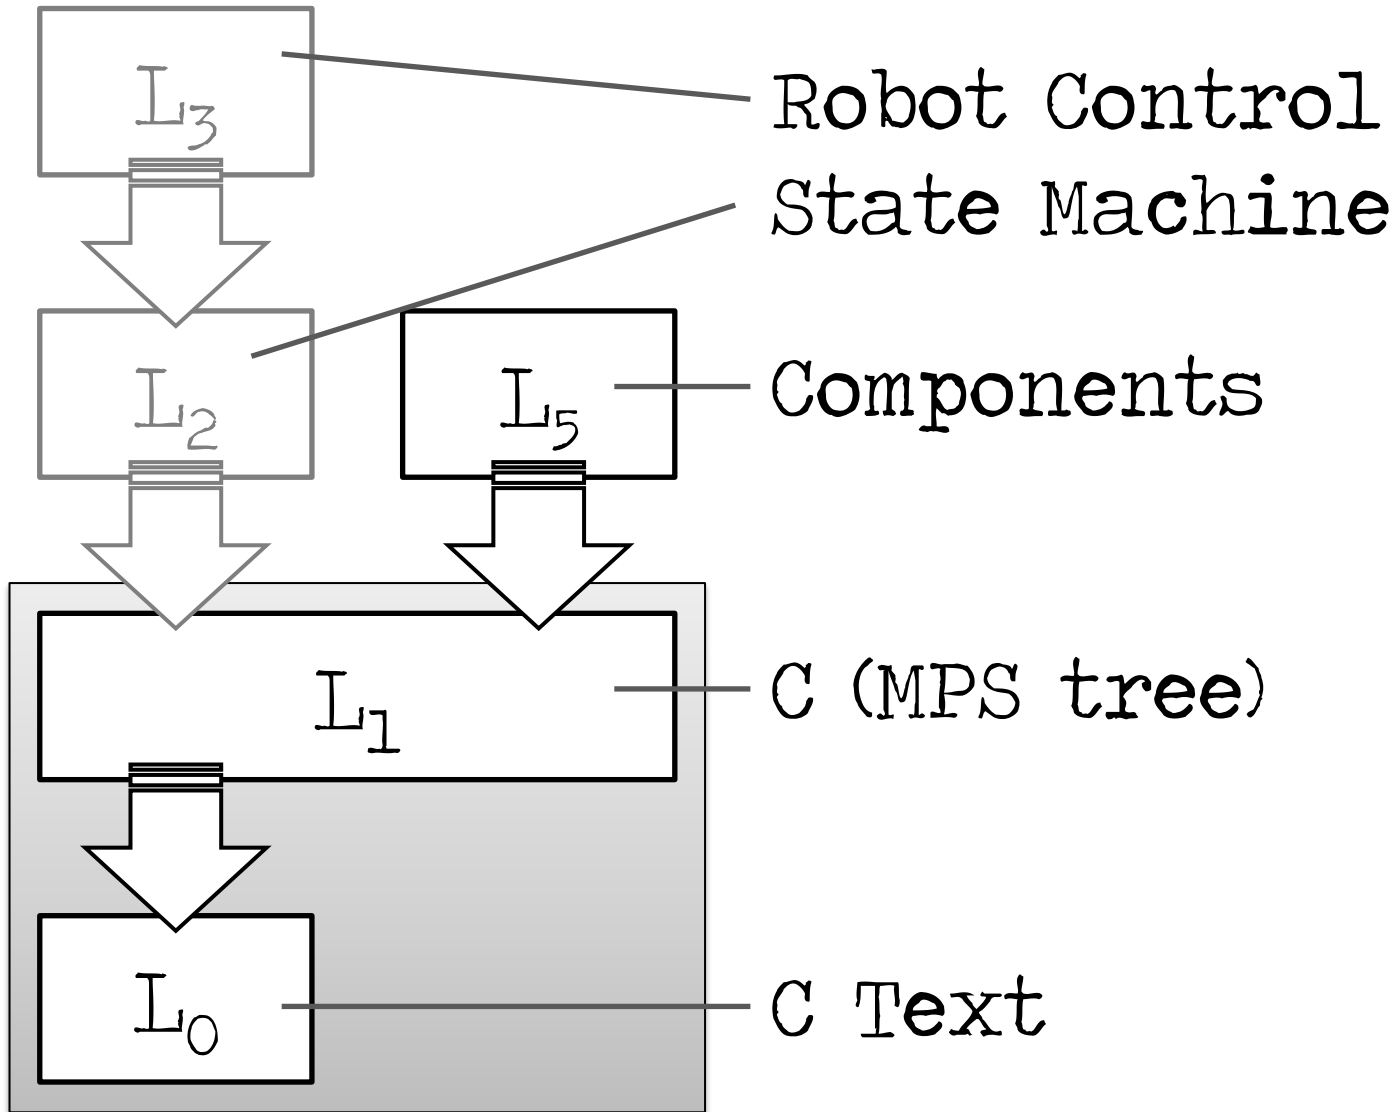 L3
Robot Control
State Machine
L2
L5
Components
L1
C (MPS tree)
L0
C Text